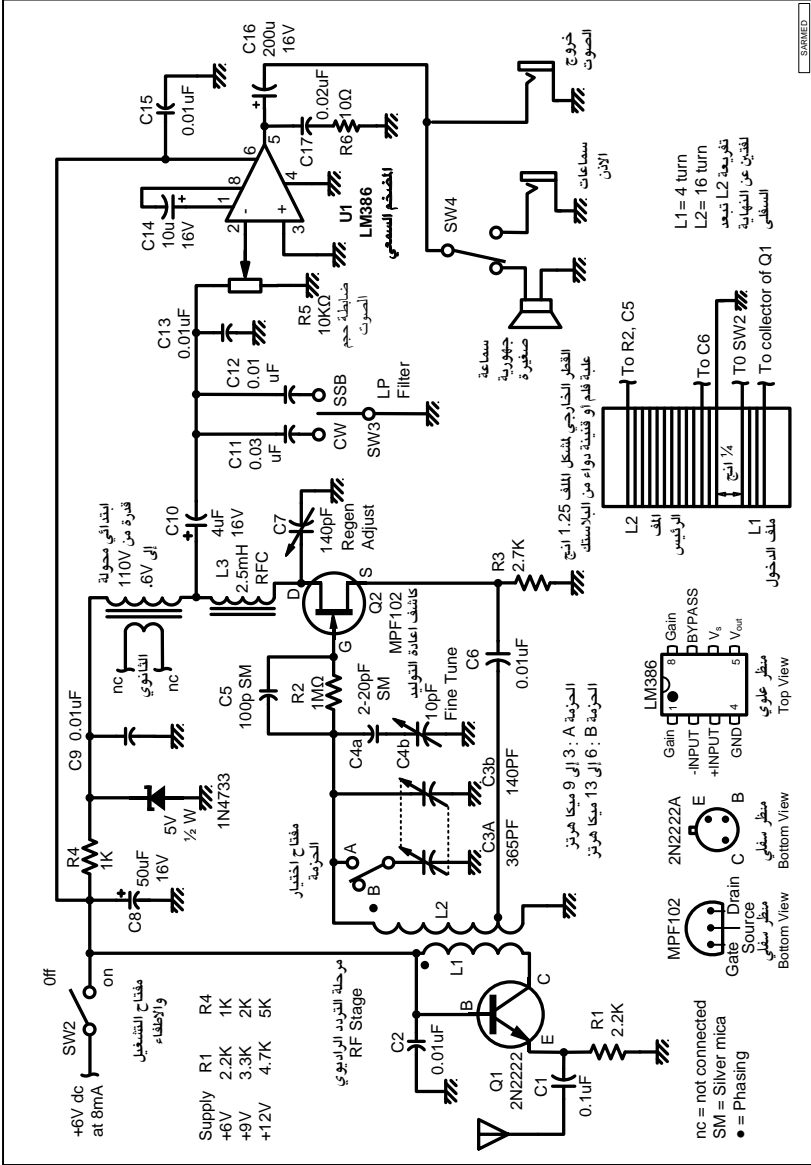 +6V dc
at 8mA
SW2
Off
on
مفتاح التشغيل
والاطفاء
Supply R1 R4
+6V 2.2K 1K
+9V 3.3K 2K
+12V 4.7K 5K
R4
1K
C8
50uF
16V
5V
½ W
1N4733
C9 0.01uF
nc
nc
الثانوي
ابتدائي محولة
قدرة من 110V
إلى 6V.
L3
2.5mH
RFC
C10
4uF
16V
C11
0.03
uF
C12
0.01
uF
C13
0.01uF
CW
SSB
SW3
LP
Filter
R5
10KΩ
ضابطة حجم
الصوت
C14
10u
16V
2
1
8
6
5
3
4
-
+
U1
LM386
المضخم السمعي
C15
0.01uF
C16
200u
16V
C17
0.02uF
R6
10Ω
SW4
خروج
الصوت
سماعات
الاذن
سماعة
جهورية
صغيرة
مرحلة التردد الراديوي
RF Stage
C2
0.01uF
L1
B
C
E
Q1
2N2222
C1
0.1uF
R1
2.2K
مفتاح اختيار
الحزمة
A
B
L2
C3A
365PF
C3b
140PF
C4a
2-20pF
SM
C4b
10pF
Fine Tune
C5
100p SM
R2
1MΩ
G
D
S
Q2
MPF102
كاشف اعادة التوليد
C7
140pF
Regen
Adjust
C6
0.01uF
R3
2.7K
الحزمة A : 3 إلى 9 ميكا هرتز
الحزمة B : 6 إلى 13 ميكا هرتز
القطر الخارجي لمشكل الملف 1.25 انج
علبة فلم او قنينة دواء من البلاستك
L1= 4 turn
L2= 16 turn
تفريعة L2 تبعد
لفتين عن النهاية
السفلى
L2
الملف
الرئيس
L1
ملف الدخول
¼ انج
To R2, C5
To C6
T0 SW2
To collector of Q1
nc = not connected
SM = Silver mica
● = Phasing
MPF102
Gate
Source
Drain
منظر سفلي
Bottom View
2N2222A
E
C
B
منظر سفلي
Bottom View
LM386
Gain 1
8 Gain
-INPUT
BYPASS
+INPUT
Vs
GND 4
5 Vout
منظر علوي
Top View
SARMED